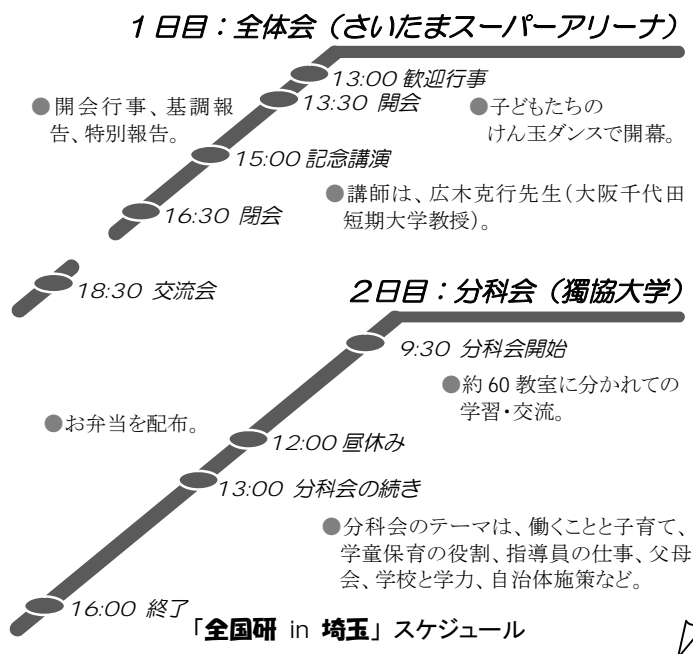 1日目：全体会（さいたまスーパーアリーナ）
13:00 歓迎行事
13:30 開会
●開会行事、基調報
告、特別報告。
●子どもたちの
けん玉ダンスで開幕。
15:00 記念講演
●講師は、広木克行先生（大阪千代田
短期大学教授）。
16:30 閉会
18:30 交流会
2日目：分科会（獨協大学）
9:30 分科会開始
●約60教室に分かれての
学習・交流。
●お弁当を配布。
12:00 昼休み
13:00 分科会の続き
●分科会のテーマは、働くことと子育て、
学童保育の役割、指導員の仕事、父母
会、学校と学力、自治体施策など。
16:00 終了
「全国研 in 埼玉」スケジュール